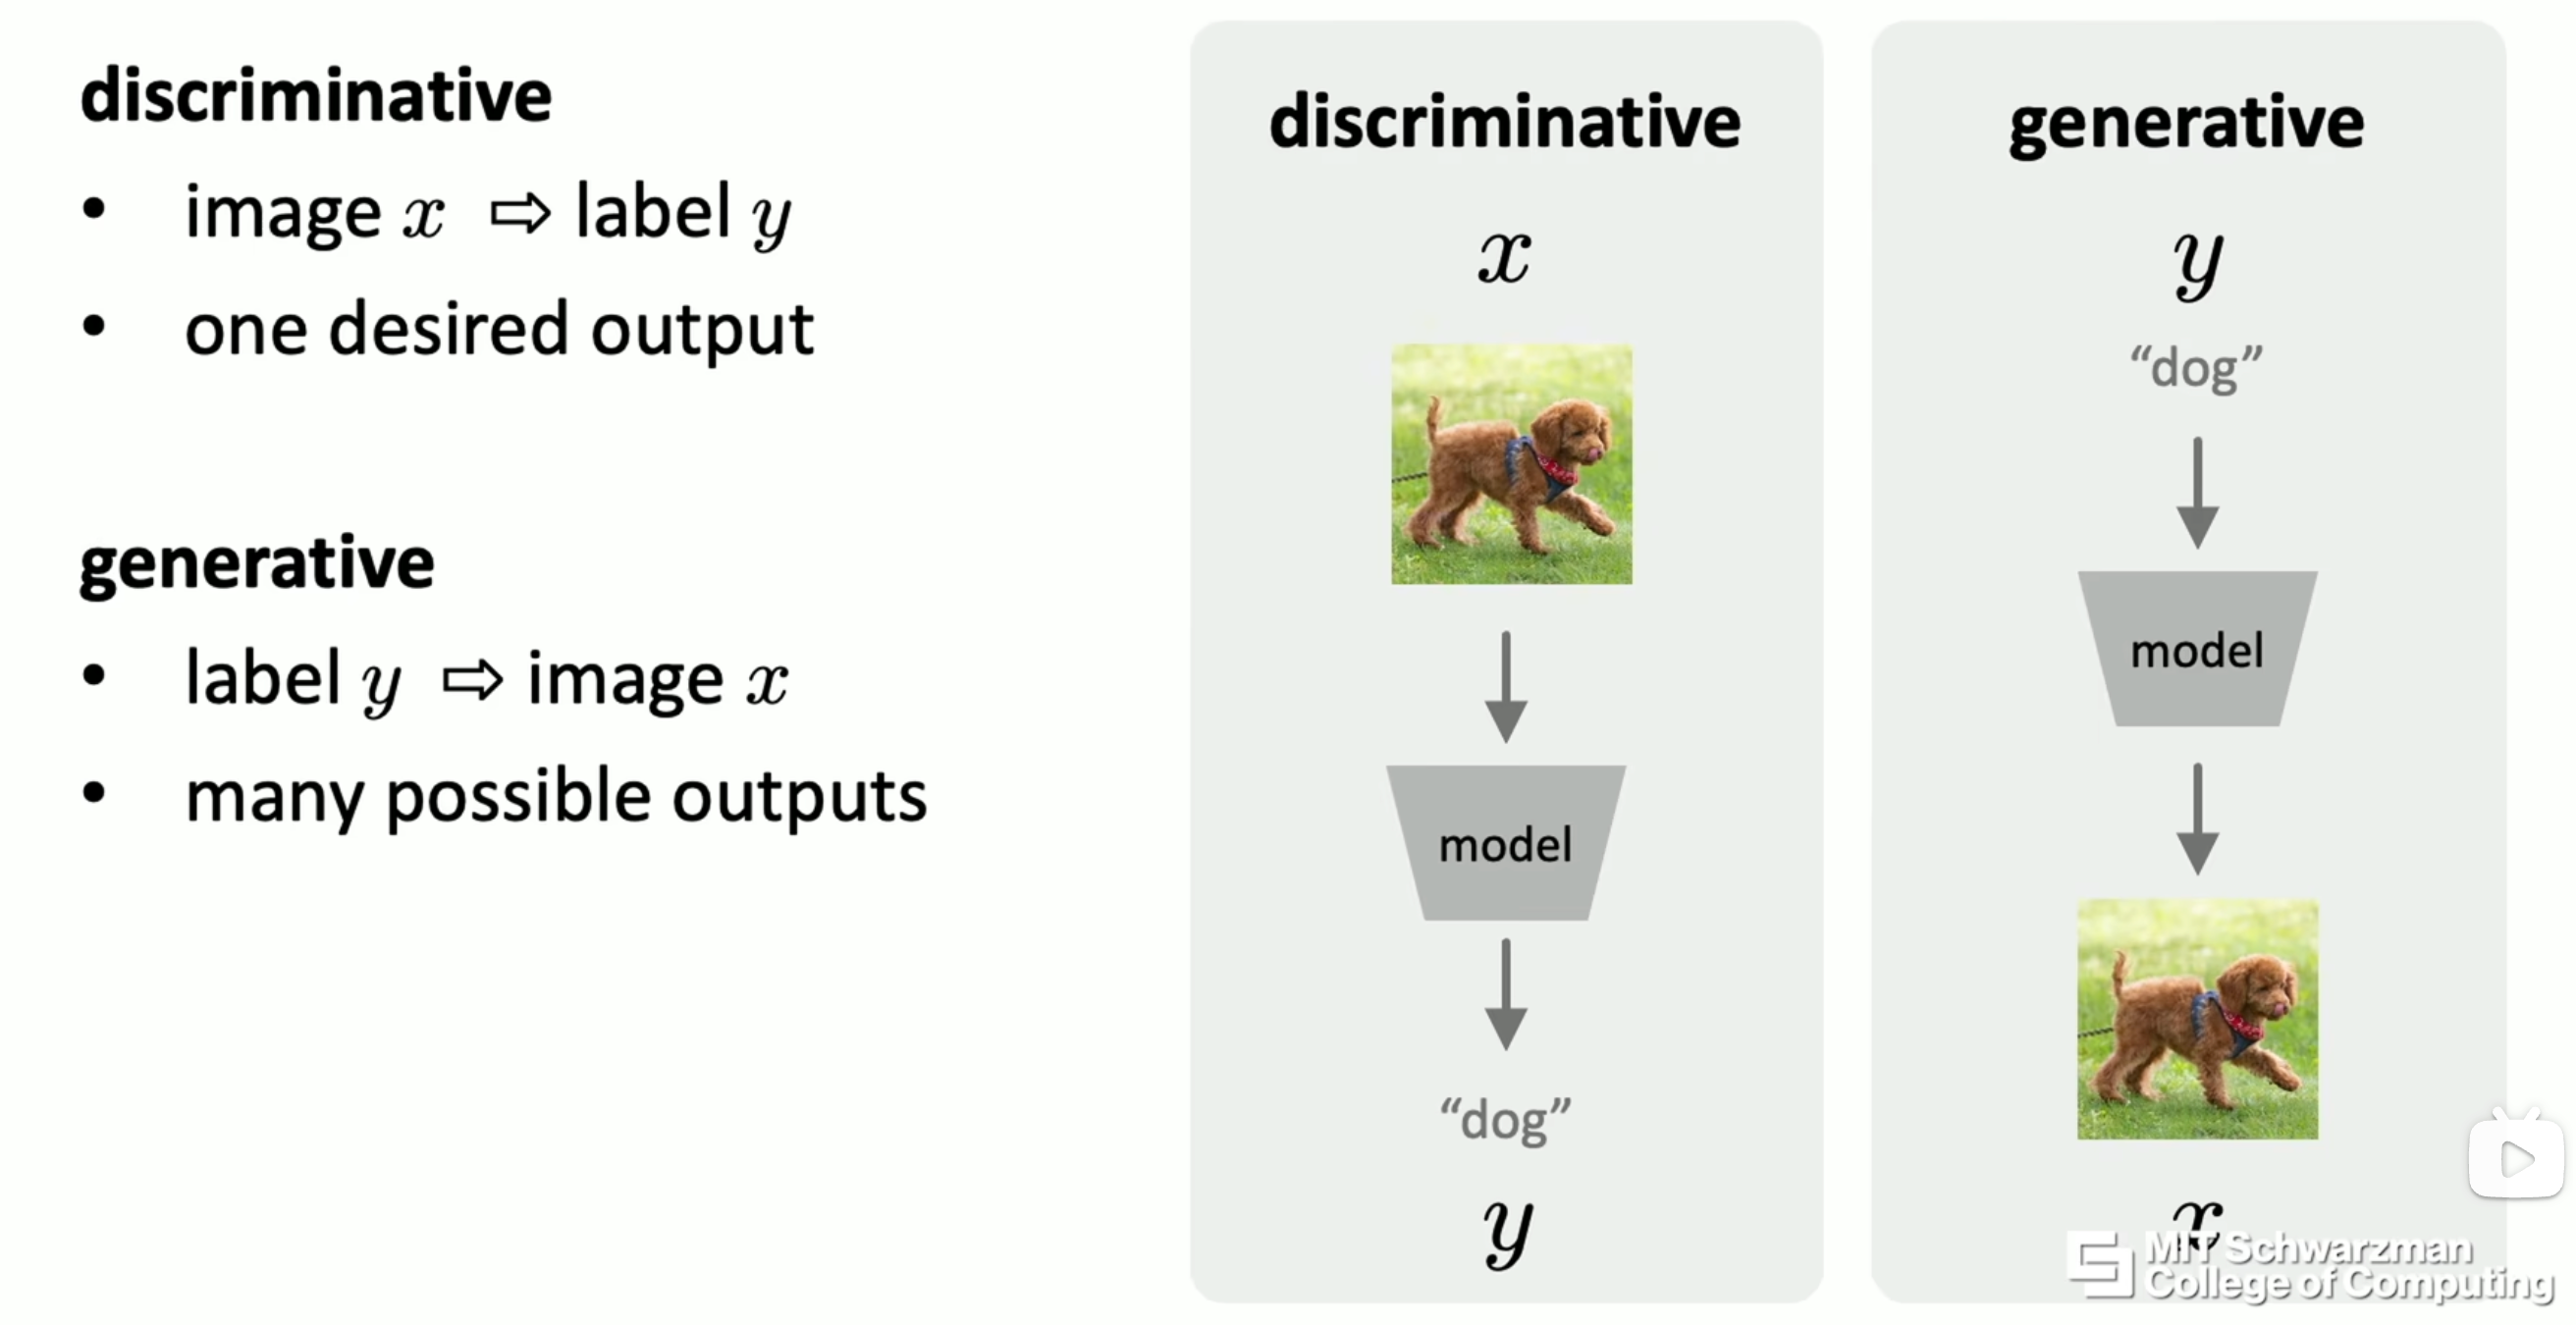 discriminative
• image x ⇨ label y
• one desired output
generative
• label y ⇨ image x
• many possible outputs
discriminative
x
model
“dog”
y
generative
y
“dog”
model
x
MIT Schwarzman
College of Computing